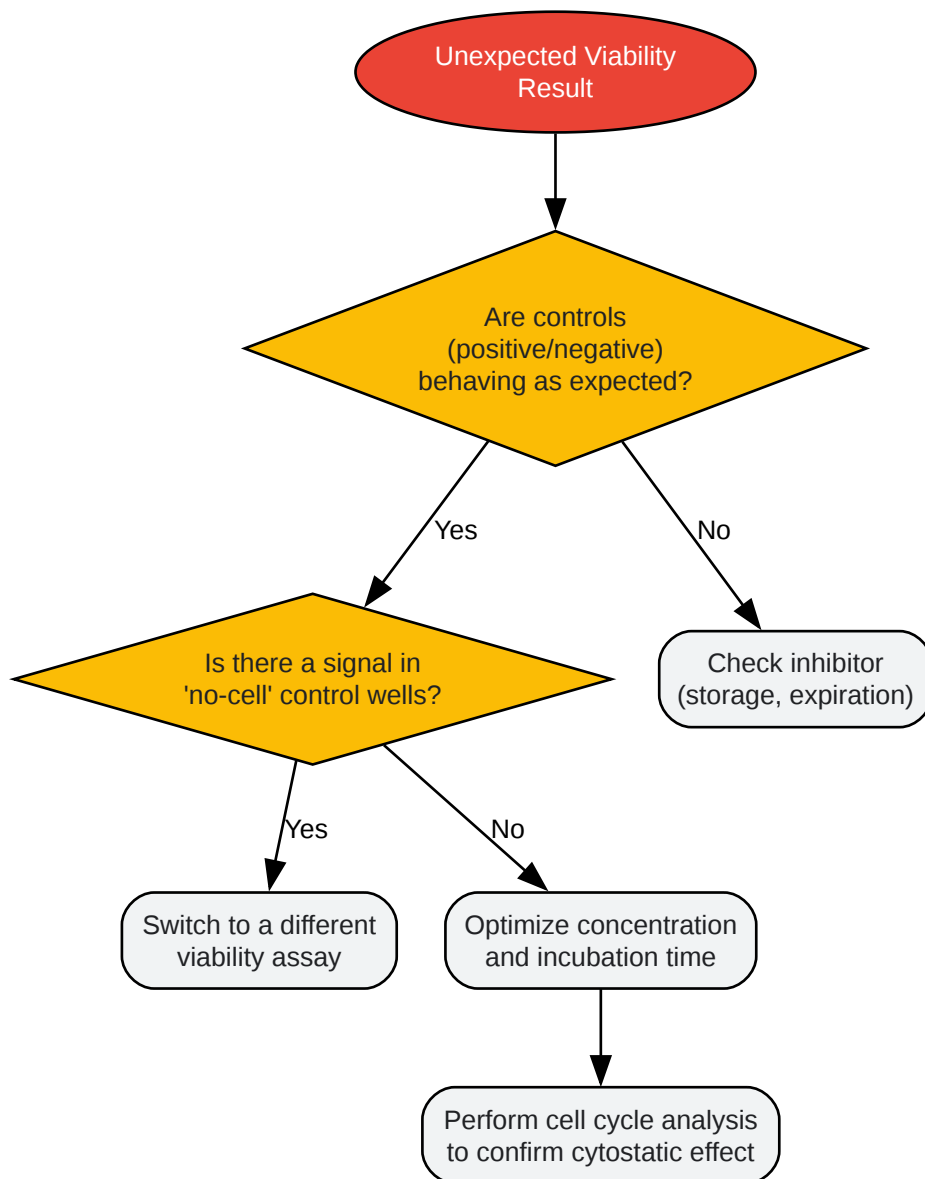 Unexpected Viability
Result
Are controls
(positive/negative)
behaving as expected?
Yes
No
Is there a signal in
'no-cell' control wells?
Check inhibitor
(storage, expiration)
Yes
No
Switch to a different
viability assay
Optimize concentration
and incubation time
Perform cell cycle analysis
to confirm cytostatic effect